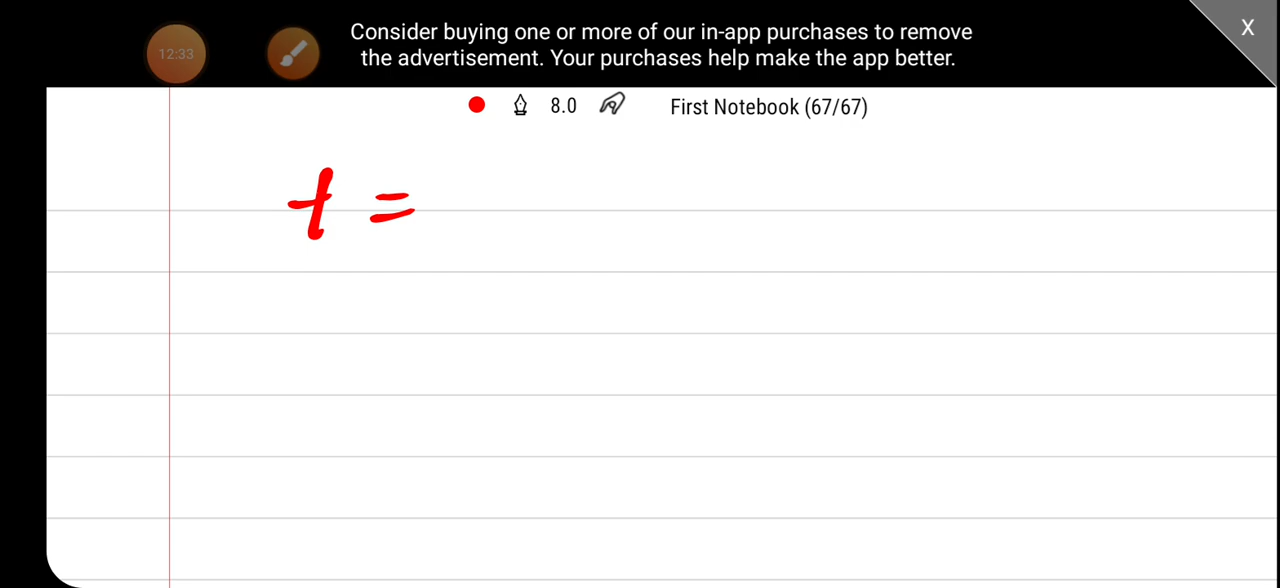 Consider buying one or more of our in-app purchases to remove
the advertisement. Your purchases help make the app better.
X
12:33
8.0 First Notebook (67/67)
t =